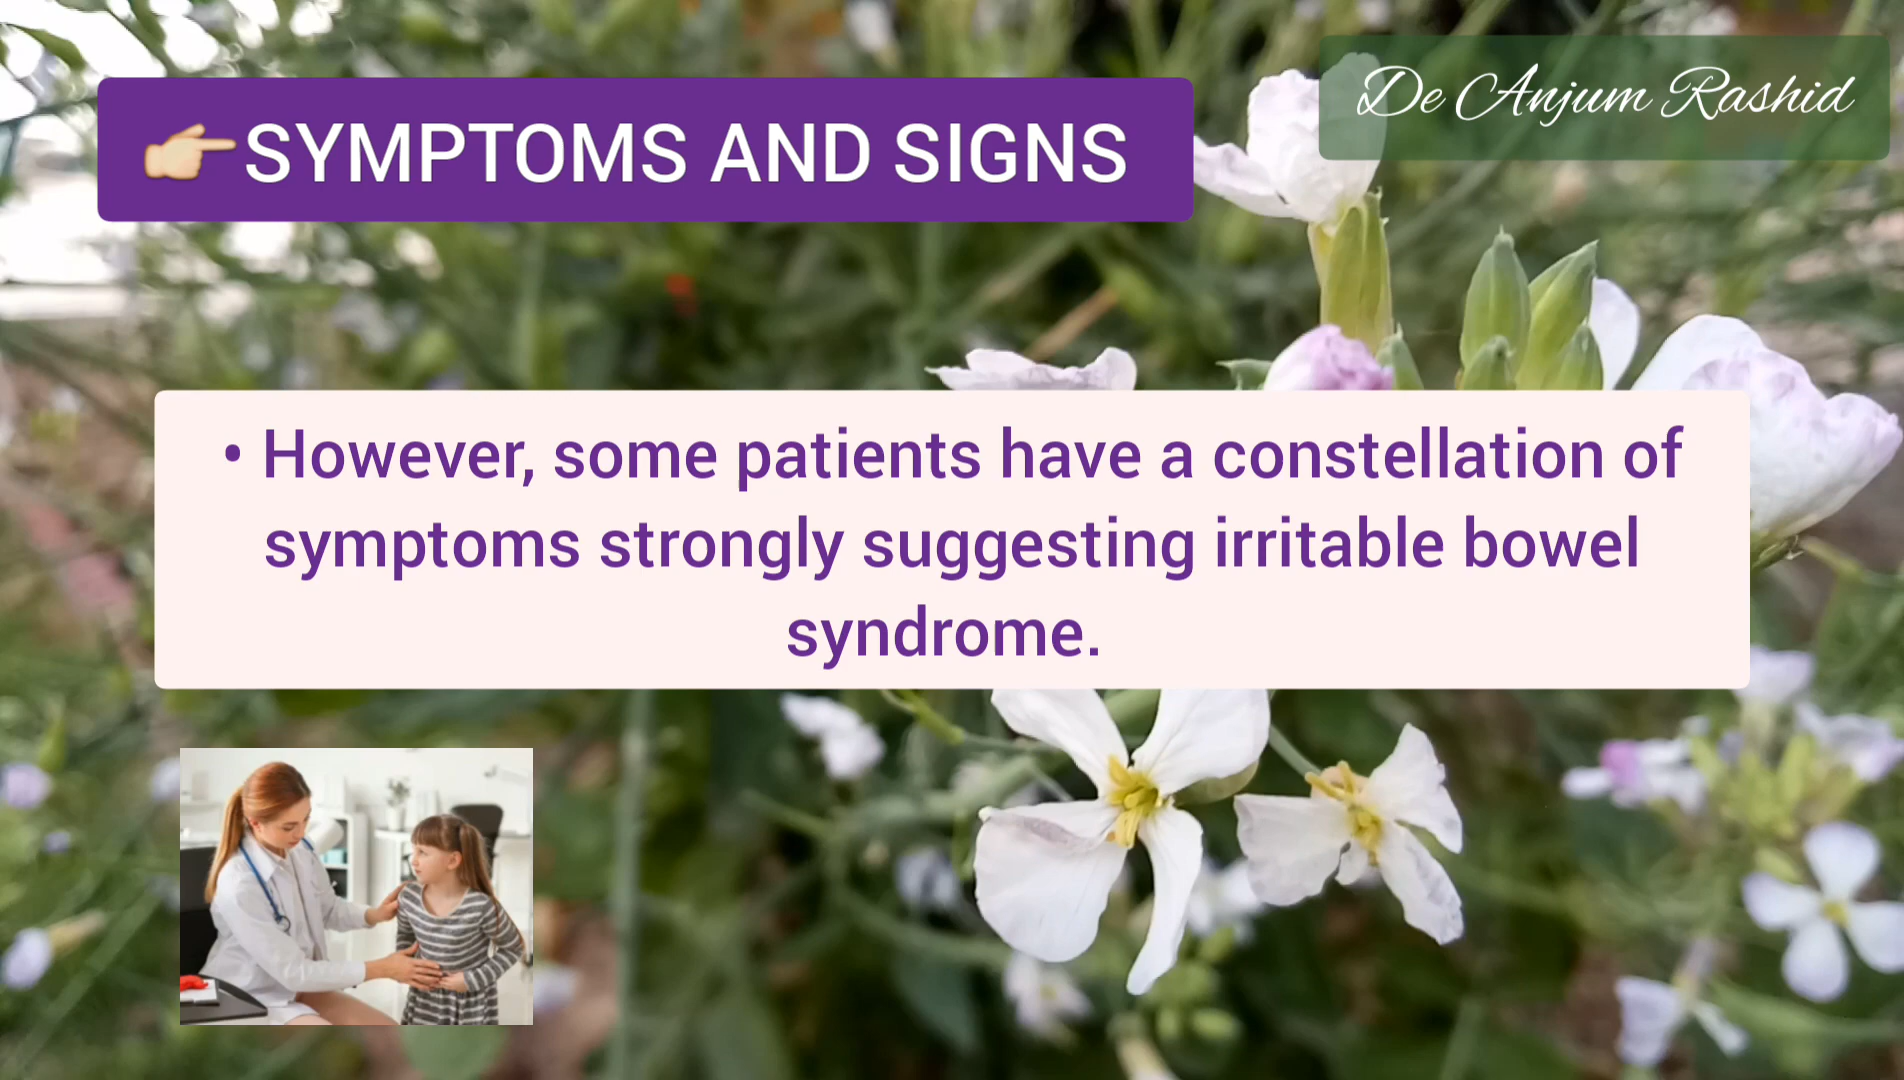 👉SYMPTOMS AND SIGNS
De Anjum Rashid
• However, some patients have a constellation of
symptoms strongly suggesting irritable bowel
syndrome.